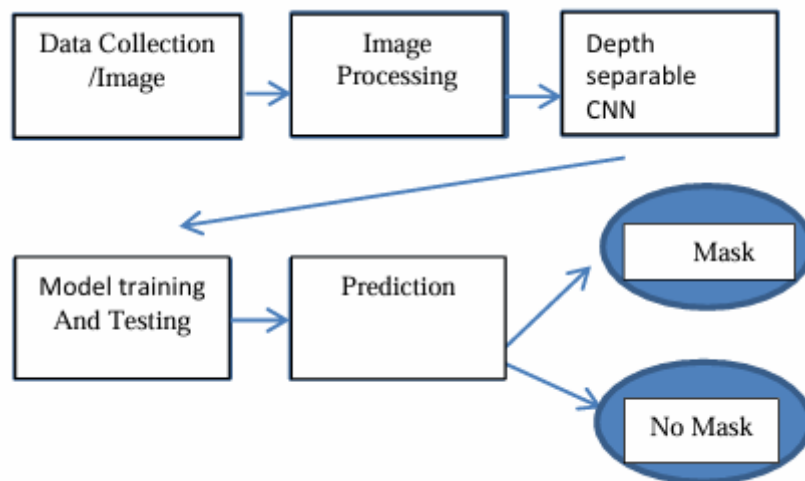 Data Collection
/Image
Image
Processing
Depth
separable
CNN
Model training
And Testing
Prediction
Mask
No Mask